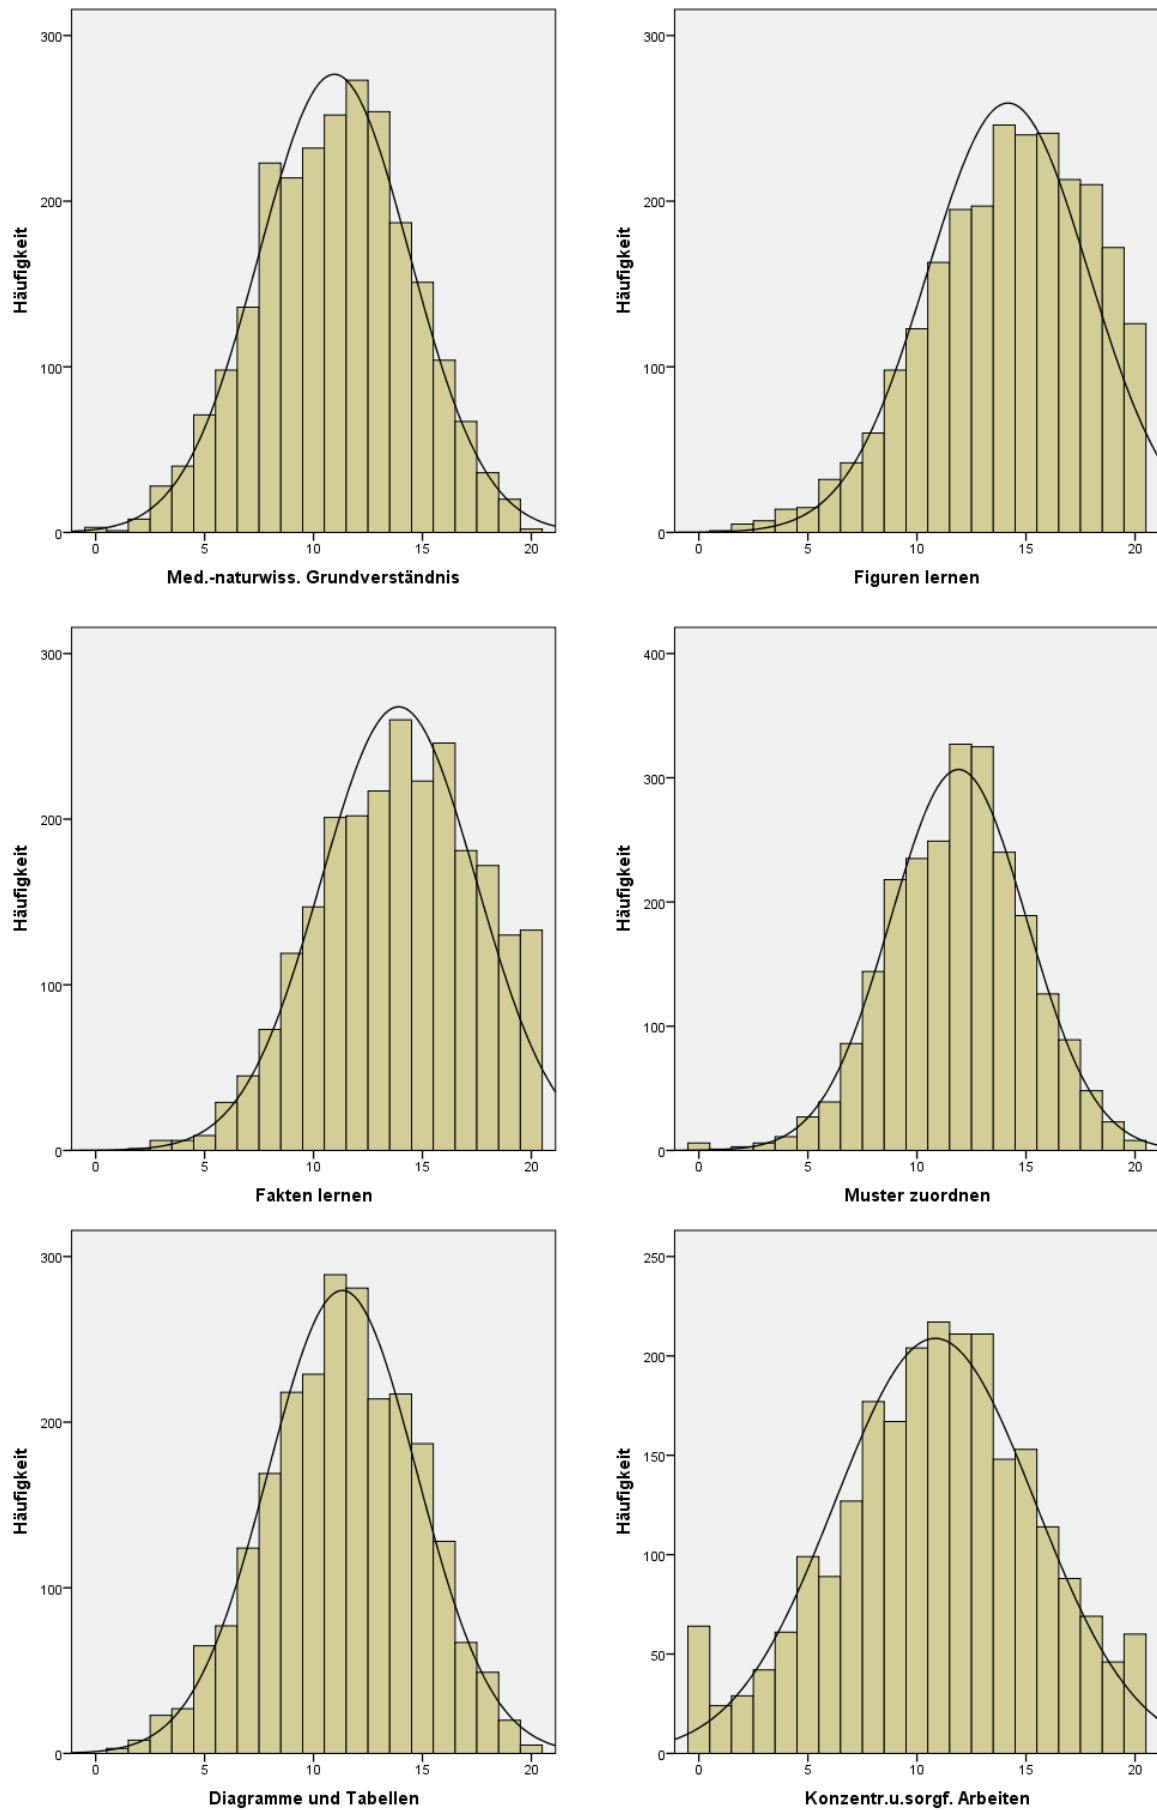 300
200
100
0
Häufigkeit
0 5 10 15 20
Med.-naturwiss. Grundverständnis
300
200
100
0
Häufigkeit
0 5 10 15 20
Figuren lernen
300
200
100
0
Häufigkeit
0 5 10 15 20
Fakten lernen
400
300
200
100
0
Häufigkeit
0 5 10 15 20
Muster zuordnen
300
200
100
0
Häufigkeit
0 5 10 15 20
Diagramme und Tabellen
250
200
150
100
50
0
Häufigkeit
0 5 10 15 20
Konzentr.u.sorgf. Arbeiten